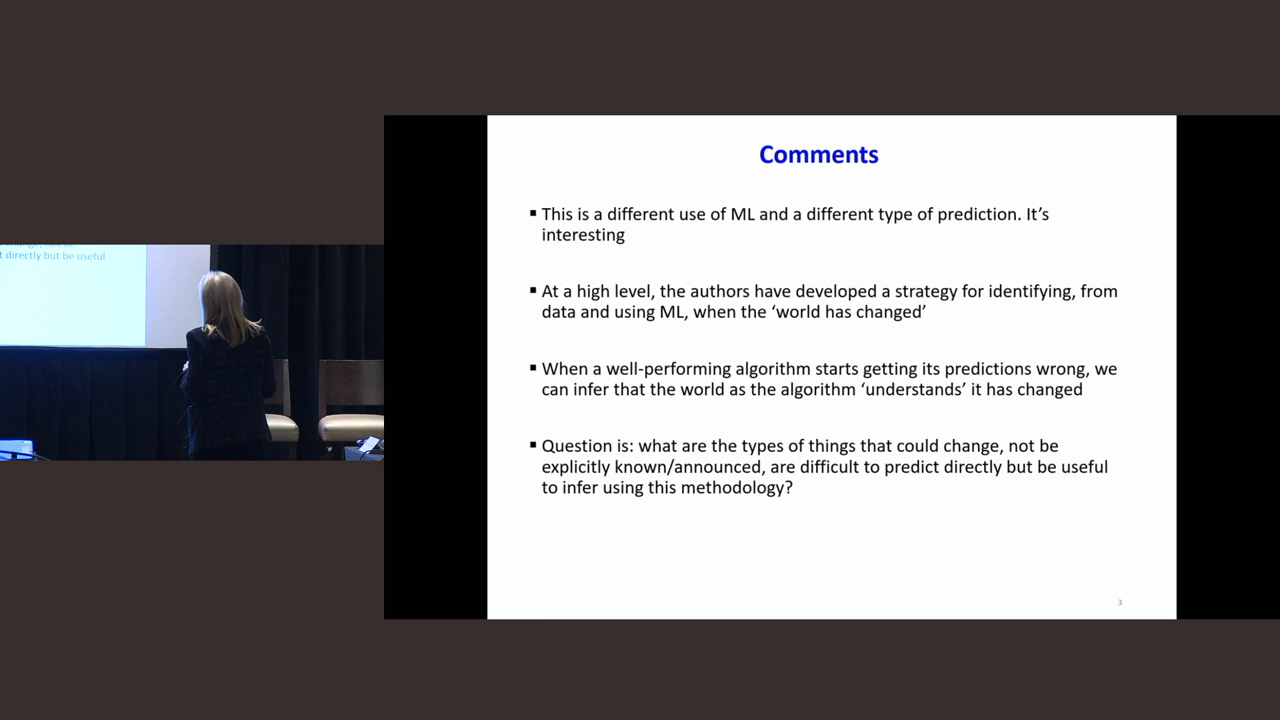 Comments
▪ This is a different use of ML and a different type of prediction. It’s
interesting
▪ At a high level, the authors have developed a strategy for identifying, from
data and using ML, when the ‘world has changed’
▪ When a well-performing algorithm starts getting its predictions wrong, we
can infer that the world as the algorithm ‘understands’ it has changed
▪ Question is: what are the types of things that could change, not be
explicitly known/announced, are difficult to predict directly but be useful
to infer using this methodology?
3
directly but be useful